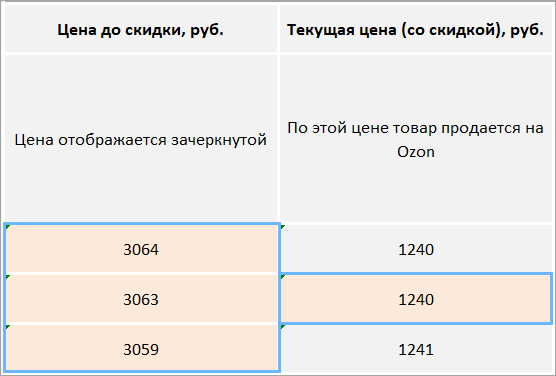 Цена до скидки, руб.
Текущая цена (со скидкой), руб.
Цена отображается зачеркнутой
По этой цене товар продается на
Ozon
3064
1240
3063
1240
3059
1241